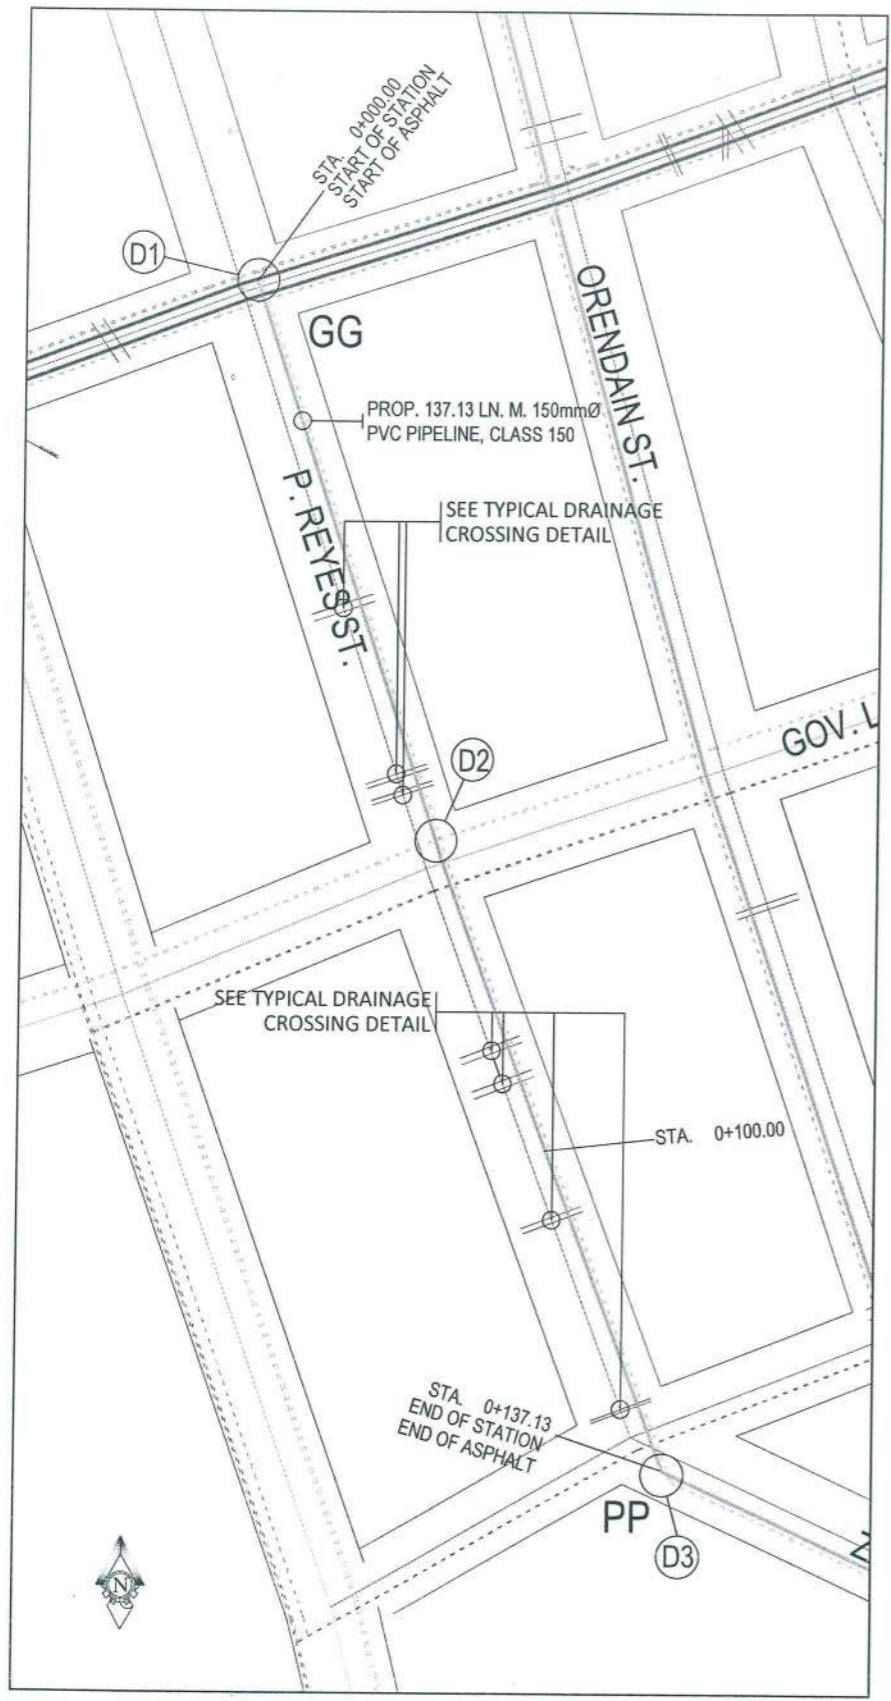 STA. 0+000.00
START OF STATION
START OF ASPHALT
D1
GG
ORENDAIN ST.
PROP. 137.13 LN. M. 150mmØ
PVC PIPELINE, CLASS 150
P. REYES ST.
SEE TYPICAL DRAINAGE
CROSSING DETAIL
GOV. L
D2
SEE TYPICAL DRAINAGE
CROSSING DETAIL
STA. 0+100.00
STA. 0+137.13
END OF STATION
END OF ASPHALT
PP
D3
Z
N